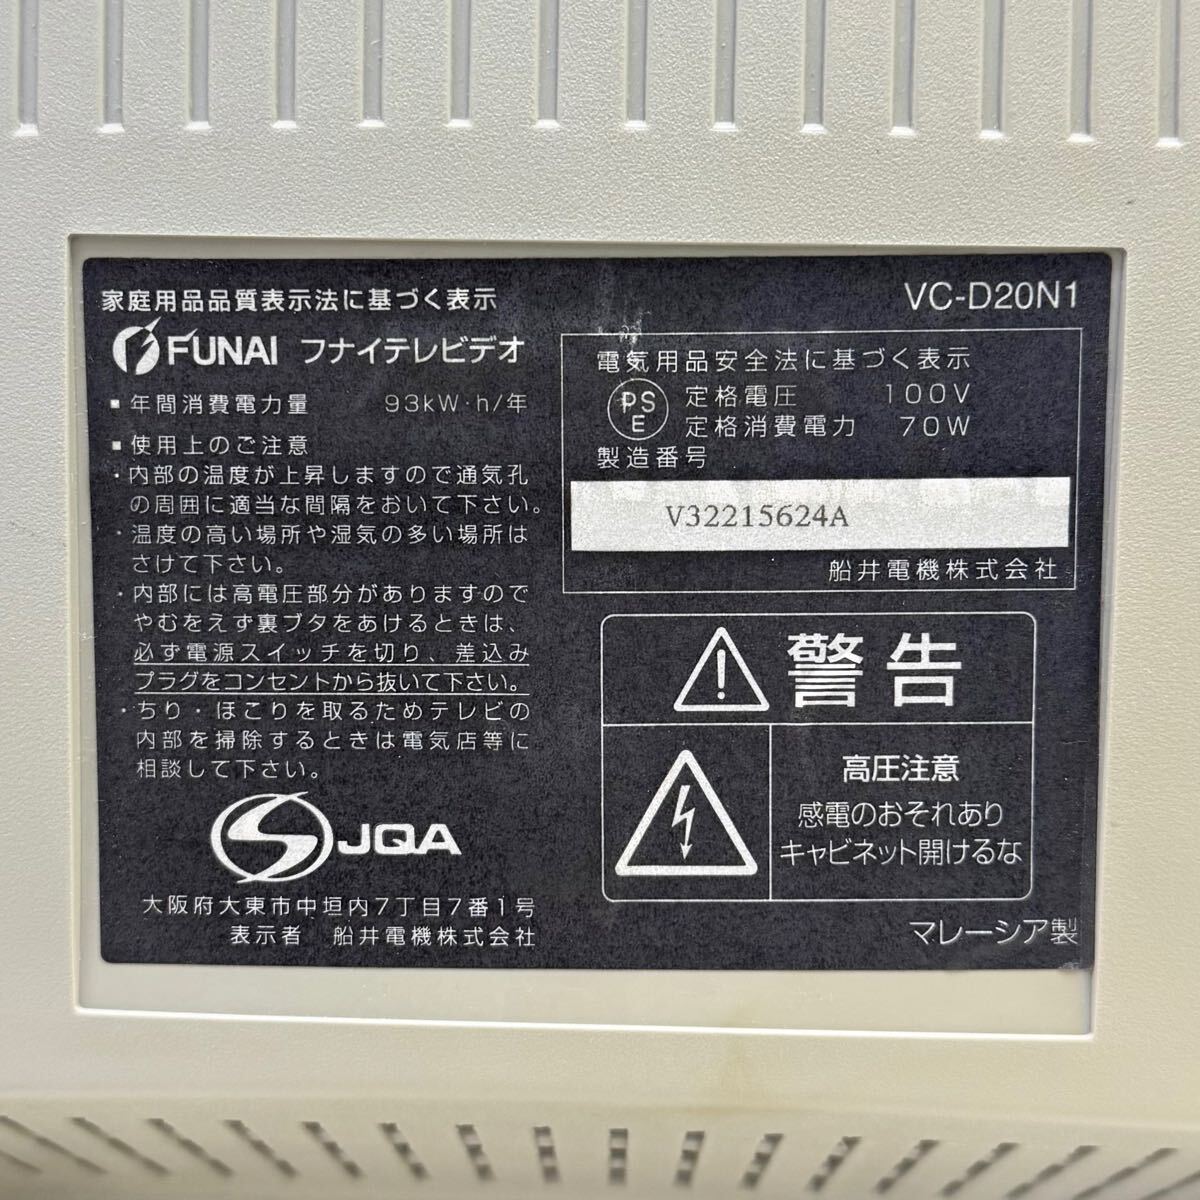 家庭用品品質表示法に基づく表示
FUNAI フナイテレビデオ
▪ 年間消費電力量 93kW·h/年
▪ 使用上のご注意
・内部の温度が上昇しますので通気孔
の周囲に適当な間隔をおいて下さい。
・温度の高い場所や湿気の多い場所は
さけて下さい。
・内部には高電圧部分がありますので
やむをえず裏ブタをあけるときは、
必ず電源スイッチを切り、差込み
プラグをコンセントから抜いて下さい。
・ちり・ほこりを取るためテレビの
内部を掃除するときは電気店等に
相談して下さい。
JQA
大阪府大東市中垣内7丁目7番1号
表示者 船井電機株式会社
VC-D20N1
電気用品安全法に基づく表示
PS
E
定格電圧 100V
定格消費電力 70W
製造番号
V32215624A
船井電機株式会社
警告
高圧注意
感電のおそれあり
キャビネット開けるな
マレーシア製